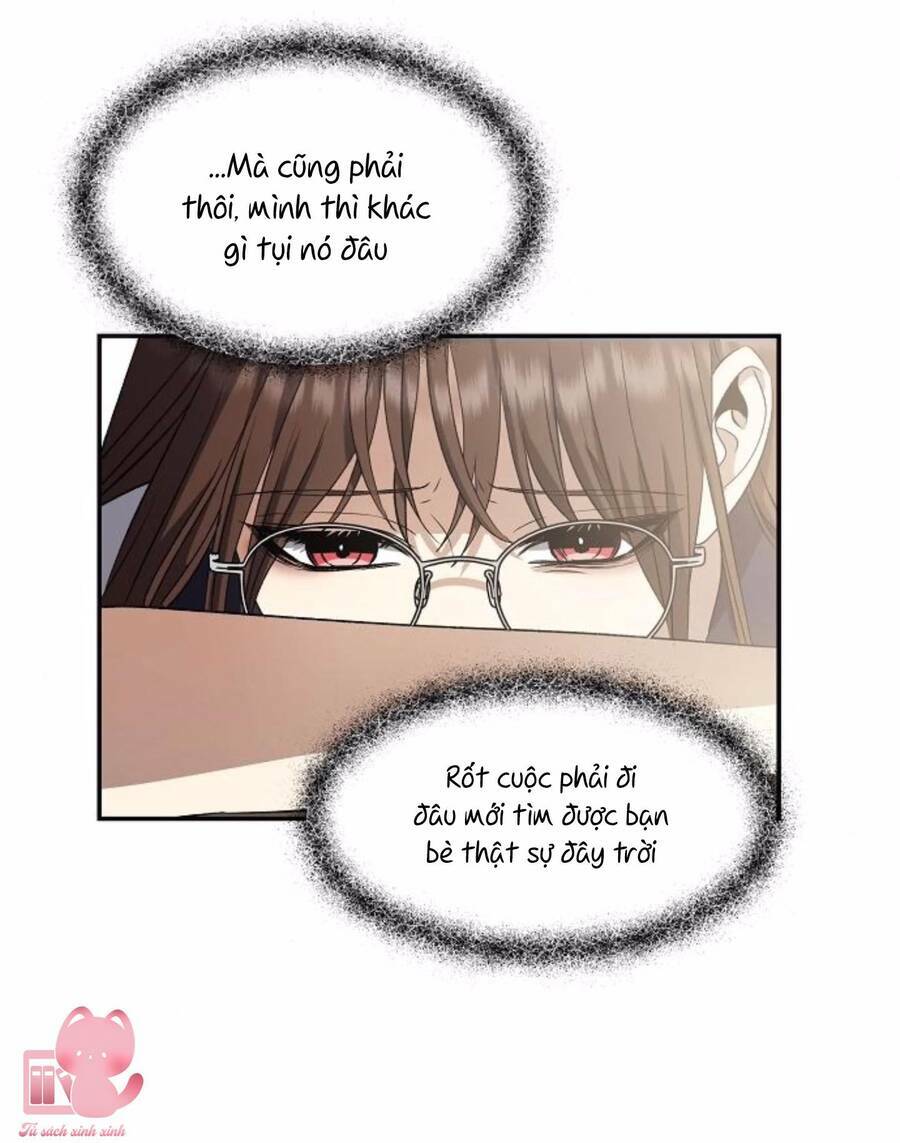 ...Mà cũng phải
thôi, mình thì khác
gì tụi nó đâu
Rốt cuộc phải đi
đâu mới tìm được bạn
bè thật sự đây trời
Tủ sách xinh xinh